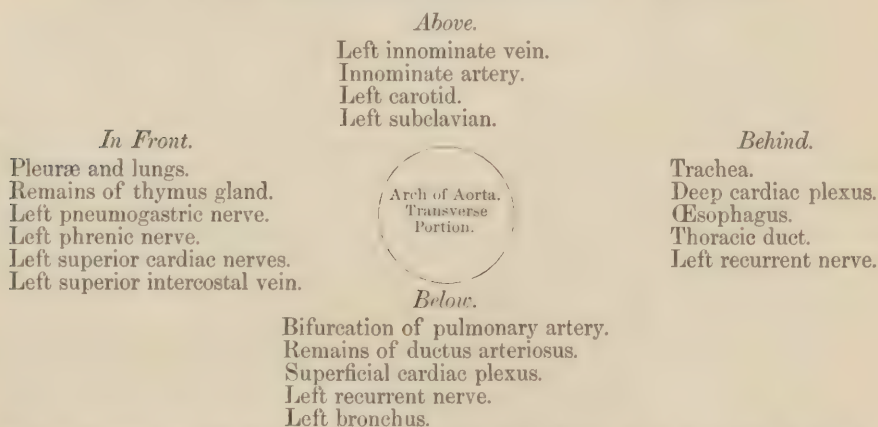 Above.
Left innominate vein.
Innominate artery.
Left carotid.
Left subclavian.
In Front.
Pleuræ and lungs.
Remains of thymus gland.
Left pneumogastric nerve.
Left phrenic nerve.
Left superior cardiac nerves.
Left superior intercostal vein.
Arch of Aorta.
Transverse
Portion.
Behind.
Trachea.
Deep cardiac plexus.
Œsophagus.
Thoracic duct.
Left recurrent nerve.
Below.
Bifurcation of pulmonary artery.
Remains of ductus arteriosus.
Superficial cardiac plexus.
Left recurrent nerve.
Left bronchus.